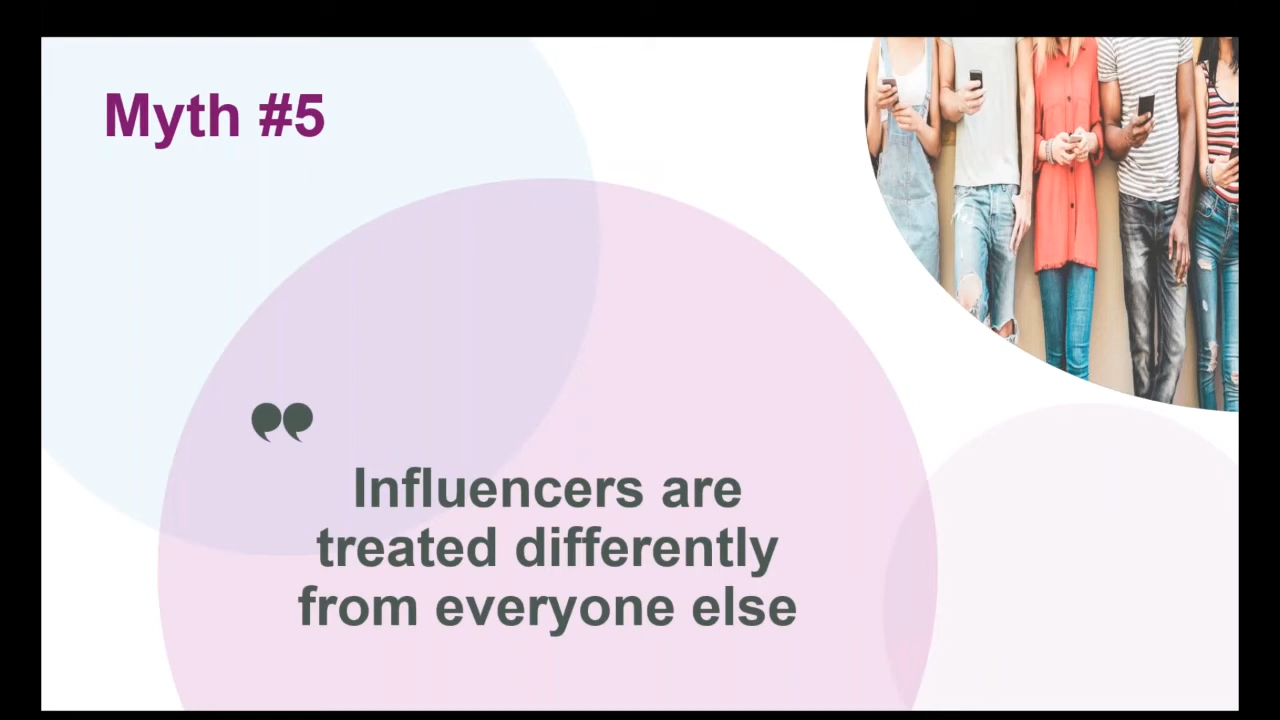 Myth #5
❞
Influencers are
treated differently
from everyone else